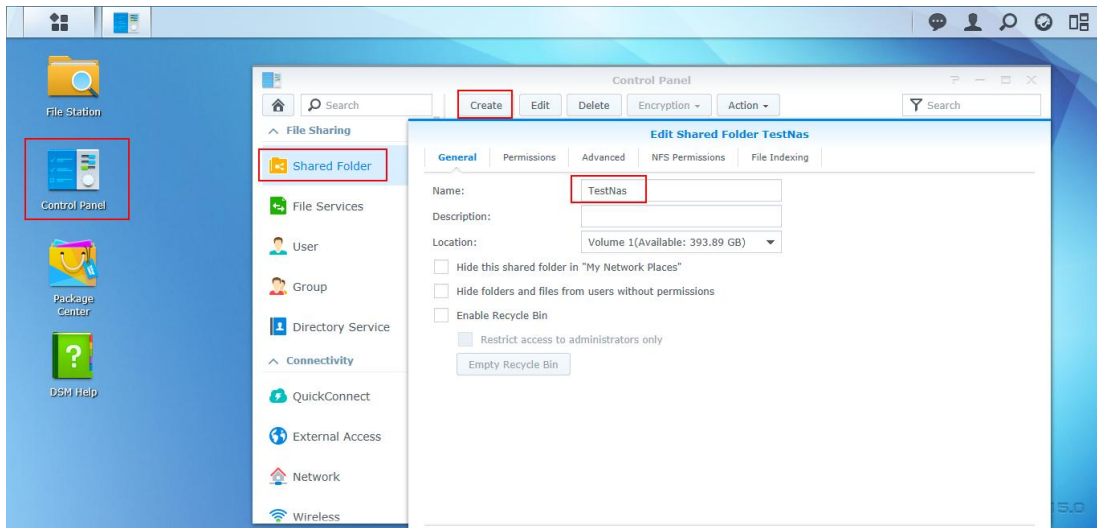 Control Panel
Search
Create
Edit
Delete
Encryption
Action
Search
File Station
Control Panel
Package
Center
DSM Help
File Sharing
Shared Folder
File Services
User
Group
Directory Service
Connectivity
QuickConnect
External Access
Network
Wireless
Edit Shared Folder TestNas
General
Permissions
Advanced
NFS Permissions
File Indexing
Name:
TestNas
Description:
Location:
Volume 1(Available: 393.89 GB)
Hide this shared folder in "My Network Places"
Hide folders and files from users without permissions
Enable Recycle Bin
Restrict access to administrators only
Empty Recycle Bin
5.0